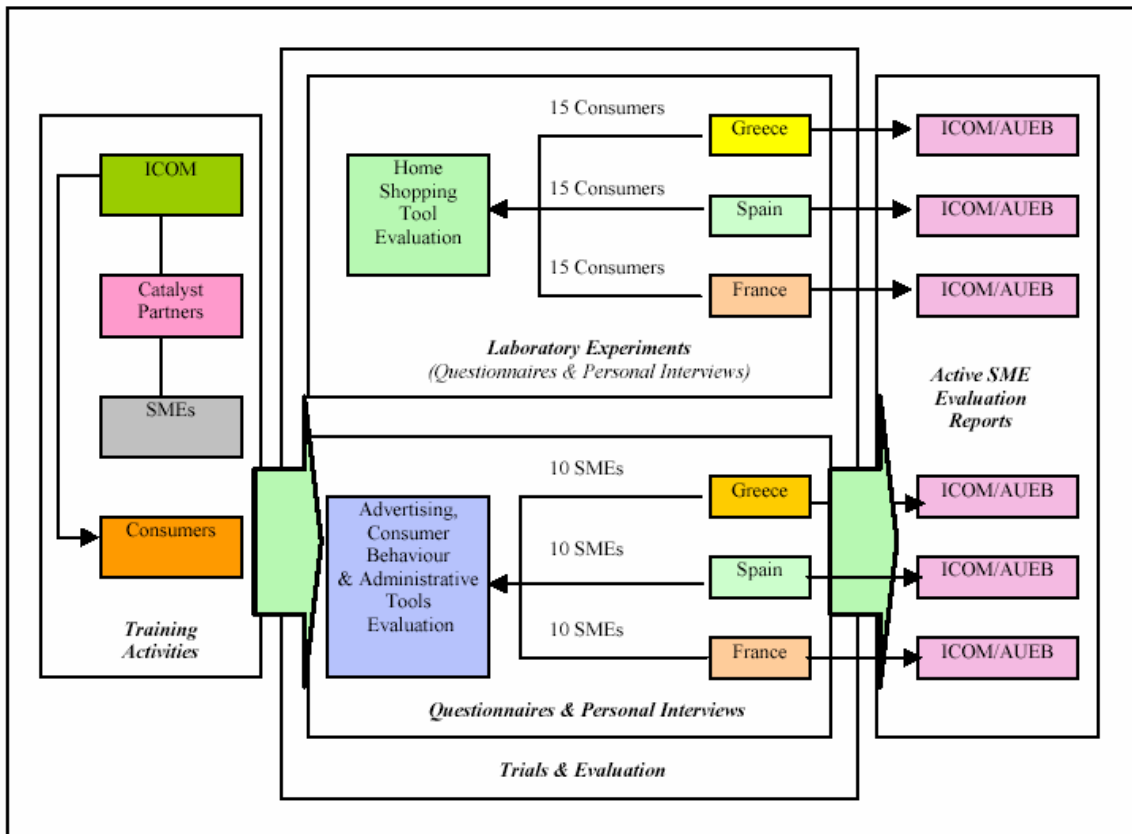 ICOM
Catalyst
Partners
SMEs
Consumers
Training
Activities
Home
Shopping
Tool
Evaluation
15 Consumers
Greece
15 Consumers
Spain
15 Consumers
France
Laboratory Experiments
(Questionnaires & Personal Interviews)
Advertising,
Consumer
Behaviour
& Administrative
Tools
Evaluation
10 SMEs
Greece
10 SMEs
Spain
10 SMEs
France
Questionnaires & Personal Interviews
Trials & Evaluation
ICOM/AUEB
ICOM/AUEB
ICOM/AUEB
Active SME
Evaluation
Reports
ICOM/AUEB
ICOM/AUEB
ICOM/AUEB